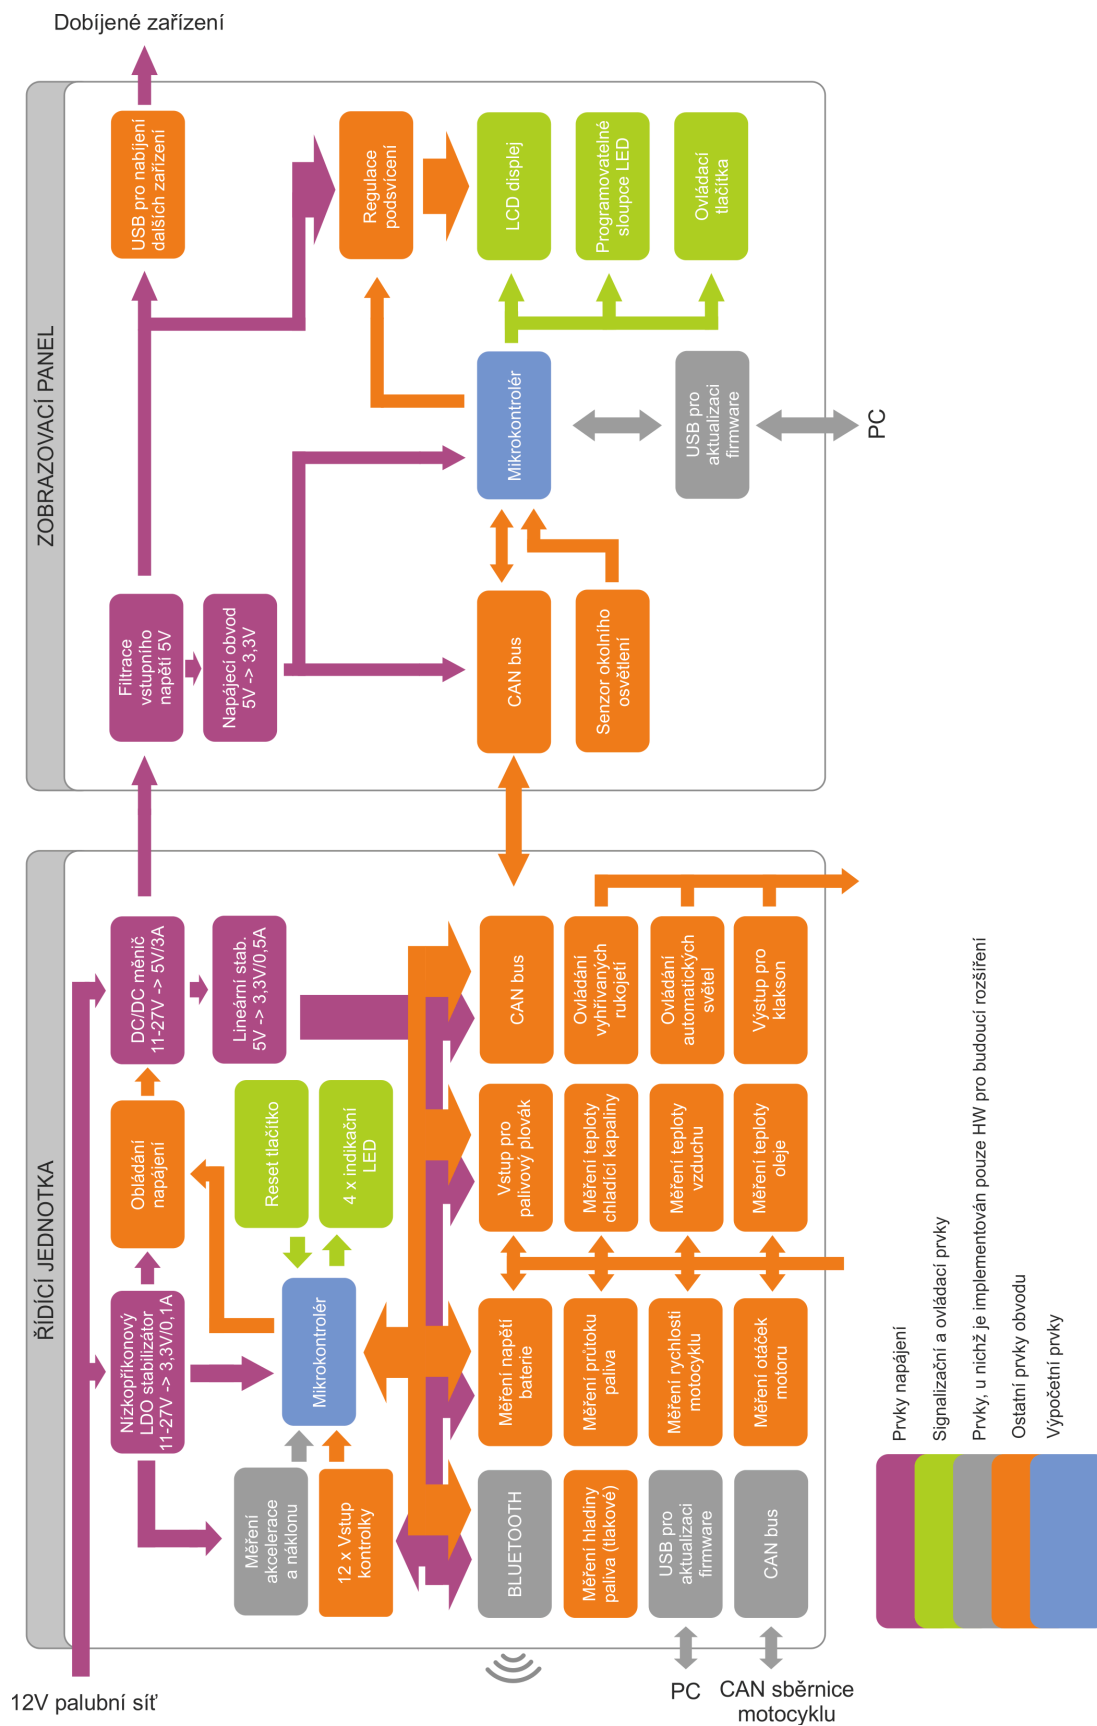 Dobíjené zařízení
ZOBRAZOVACÍ PANEL
USB pro nabíjení
dalších zařízení
Regulace
podsvícení
LCD displej
Programovatelné
sloupce LED
Ovládací
tlačítka
Mikrokontrolér
USB pro
aktualizaci
firmware
PC
Filtrace
vstupního
napětí 5V
Napájecí obvod
5V -> 3,3V
CAN bus
Senzor okolního
osvětlení
ŘÍDÍCÍ JEDNOTKA
DC/DC měnič
11-27V -> 5V/3A
Lineární stab.
5V -> 3,3V/0,5A
CAN bus
Ovládání
vyhřívaných
rukojetí
Ovládání
automatických
světel
Výstup pro
klakson
Obládání
napájení
Reset tlačítko
4 x indikační
LED
Vstup pro
palivový plovák
Měření teploty
chladící kapaliny
Měření teploty
vzduchu
Měření teploty
oleje
Nízkopříkonový
LDO stabilizátor
11-27V -> 3,3V/0,1A
Mikrokontrolér
Měření napětí
baterie
Měření průtoku
paliva
Měření rychlosti
motocyklu
Měření otáček
motoru
Měření
akcelerace
a náklonu
12 x Vstup
kontrolky
BLUETOOTH
Měření hladiny
paliva (tlakové)
USB pro
aktualizaci
firmware
CAN bus
12V palubní síť
PC
CAN sběrnice
motocyklu
Prvky napájení
Signalizační a ovládací prvky
Prvky, u nichž je implementován pouze HW pro budoucí rozšíření
Ostatní prvky obvodu
Výpočetní prvky